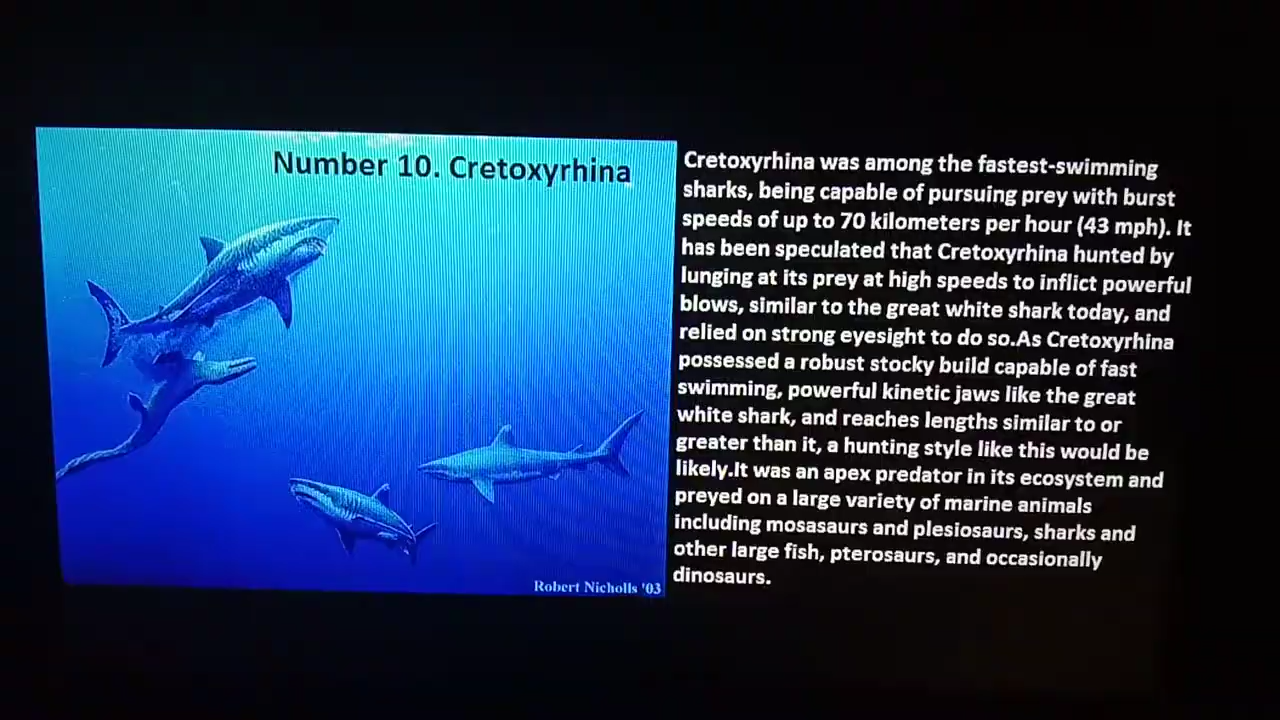 Number 10. Cretoxyrhina
Cretoxyrhina was among the fastest-swimming
sharks, being capable of pursuing prey with burst
speeds of up to 70 kilometers per hour (43 mph). It
has been speculated that Cretoxyrhina hunted by
lunging at its prey at high speeds to inflict powerful
blows, similar to the great white shark today, and
relied on strong eyesight to do so.As Cretoxyrhina
possessed a robust stocky build capable of fast
swimming, powerful kinetic jaws like the great
white shark, and reaches lengths similar to or
greater than it, a hunting style like this would be
likely.It was an apex predator in its ecosystem and
preyed on a large variety of marine animals
including mosasaurs and plesiosaurs, sharks and
other large fish, pterosaurs, and occasionally
dinosaurs.
Robert Nicholls '03